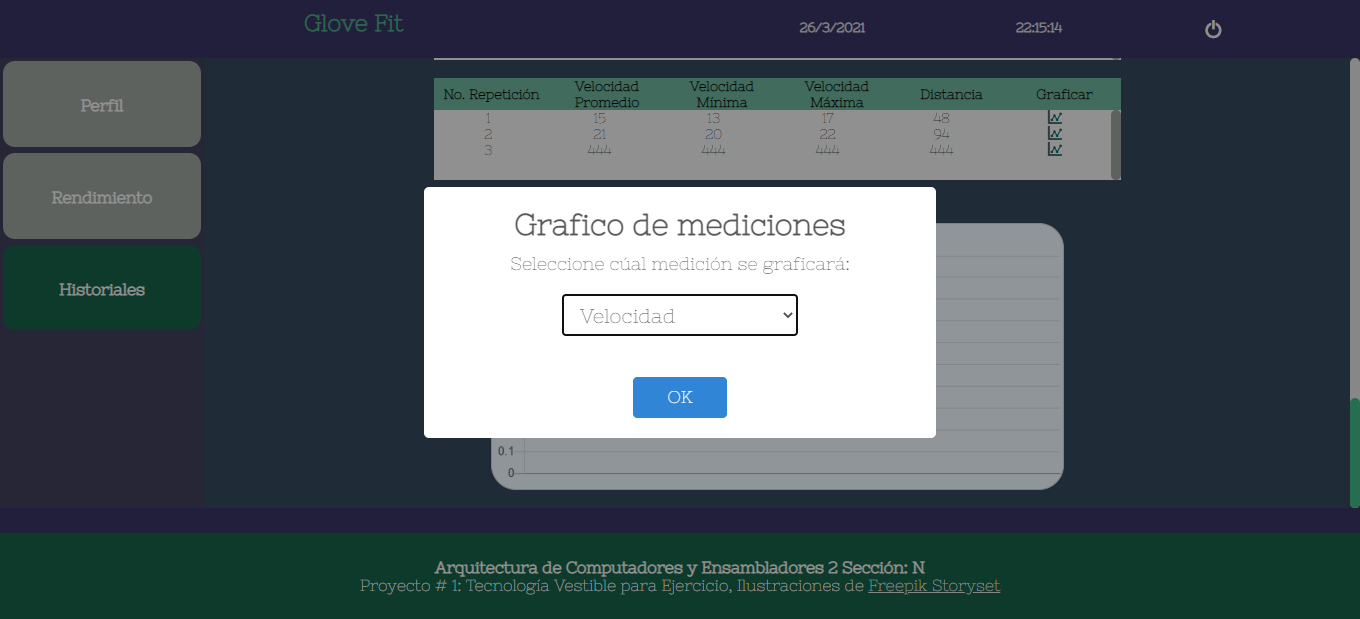 Glove Fit
26/3/2021
22:15:14
Perfil
Rendimiento
Historiales
No. Repetición Velocidad Promedio Velocidad Mínima Velocidad Máxima Distancia Graficar
1 15 13 17 48
2 21 20 22 94
3 444 444 444 444
Grafico de mediciones
Seleccione cúal medición se graficará:
Velocidad
OK
0.1
0
Arquitectura de Computadores y Ensambladores 2 Sección: N
Proyecto # 1: Tecnología Vestible para Ejercicio, Ilustraciones de Freepik Storyset